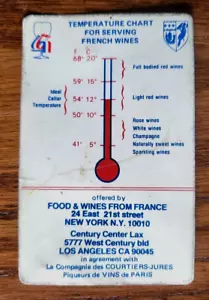 TEMPERATURE CHART
FOR SERVING
FRENCH WINES
F C
68° 20°
Full bodied red wines
59° 15°
Ideal
Cellar
Temperature
54° 12°
Light red wines
50° 10°
Rose wines
White wines
Champagne
41° 5°
Naturally sweet wines
Sparkling wines
offered by
FOOD & WINES FROM FRANCE
24 East 21st street
NEW YORK N.Y. 10010
Century Center Lax
5777 West Century bld
LOS ANGELES CA 90045
in agreement with
La Compagnie des COURTIERS-JURES
Piqueurs de VINS de PARIS